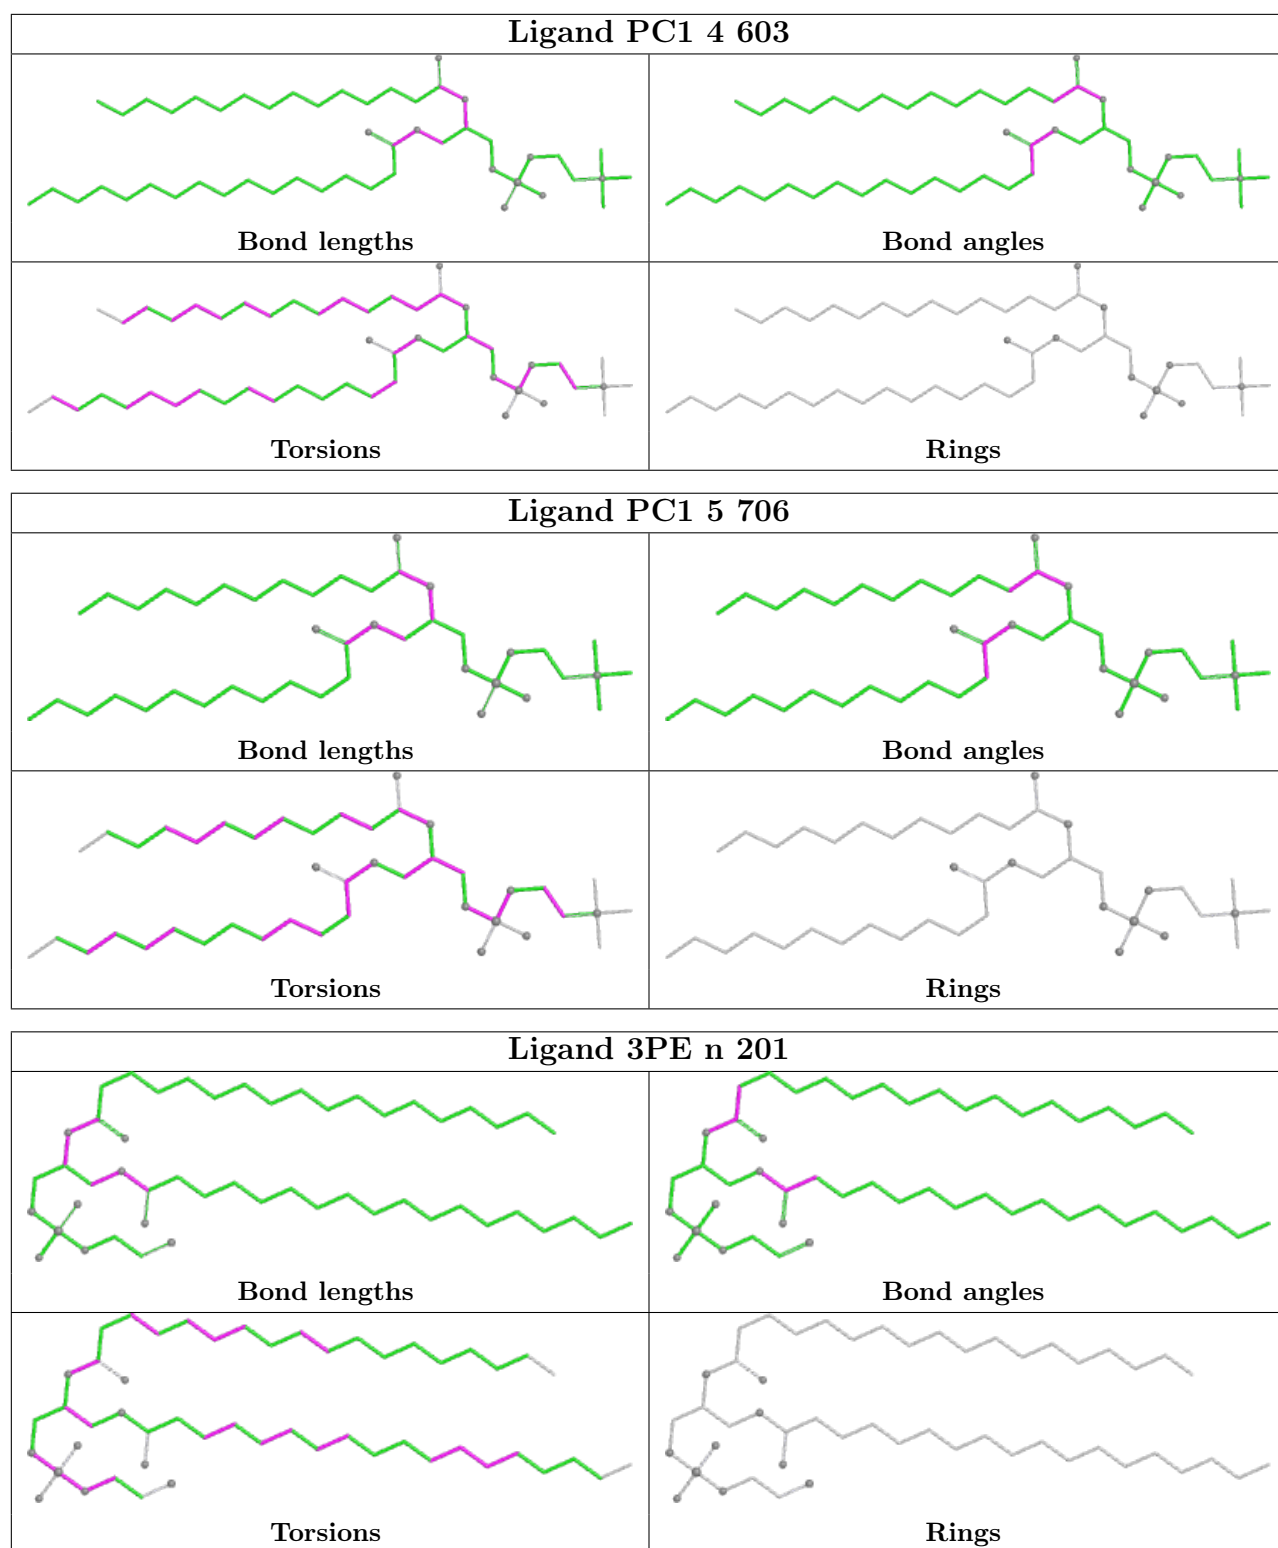 Ligand PC1 4 603
Bond lengths
Bond angles
Torsions
Rings
Ligand PC1 5 706
Bond lengths
Bond angles
Torsions
Rings
Ligand 3PE n 201
Bond lengths
Bond angles
Torsions
Rings